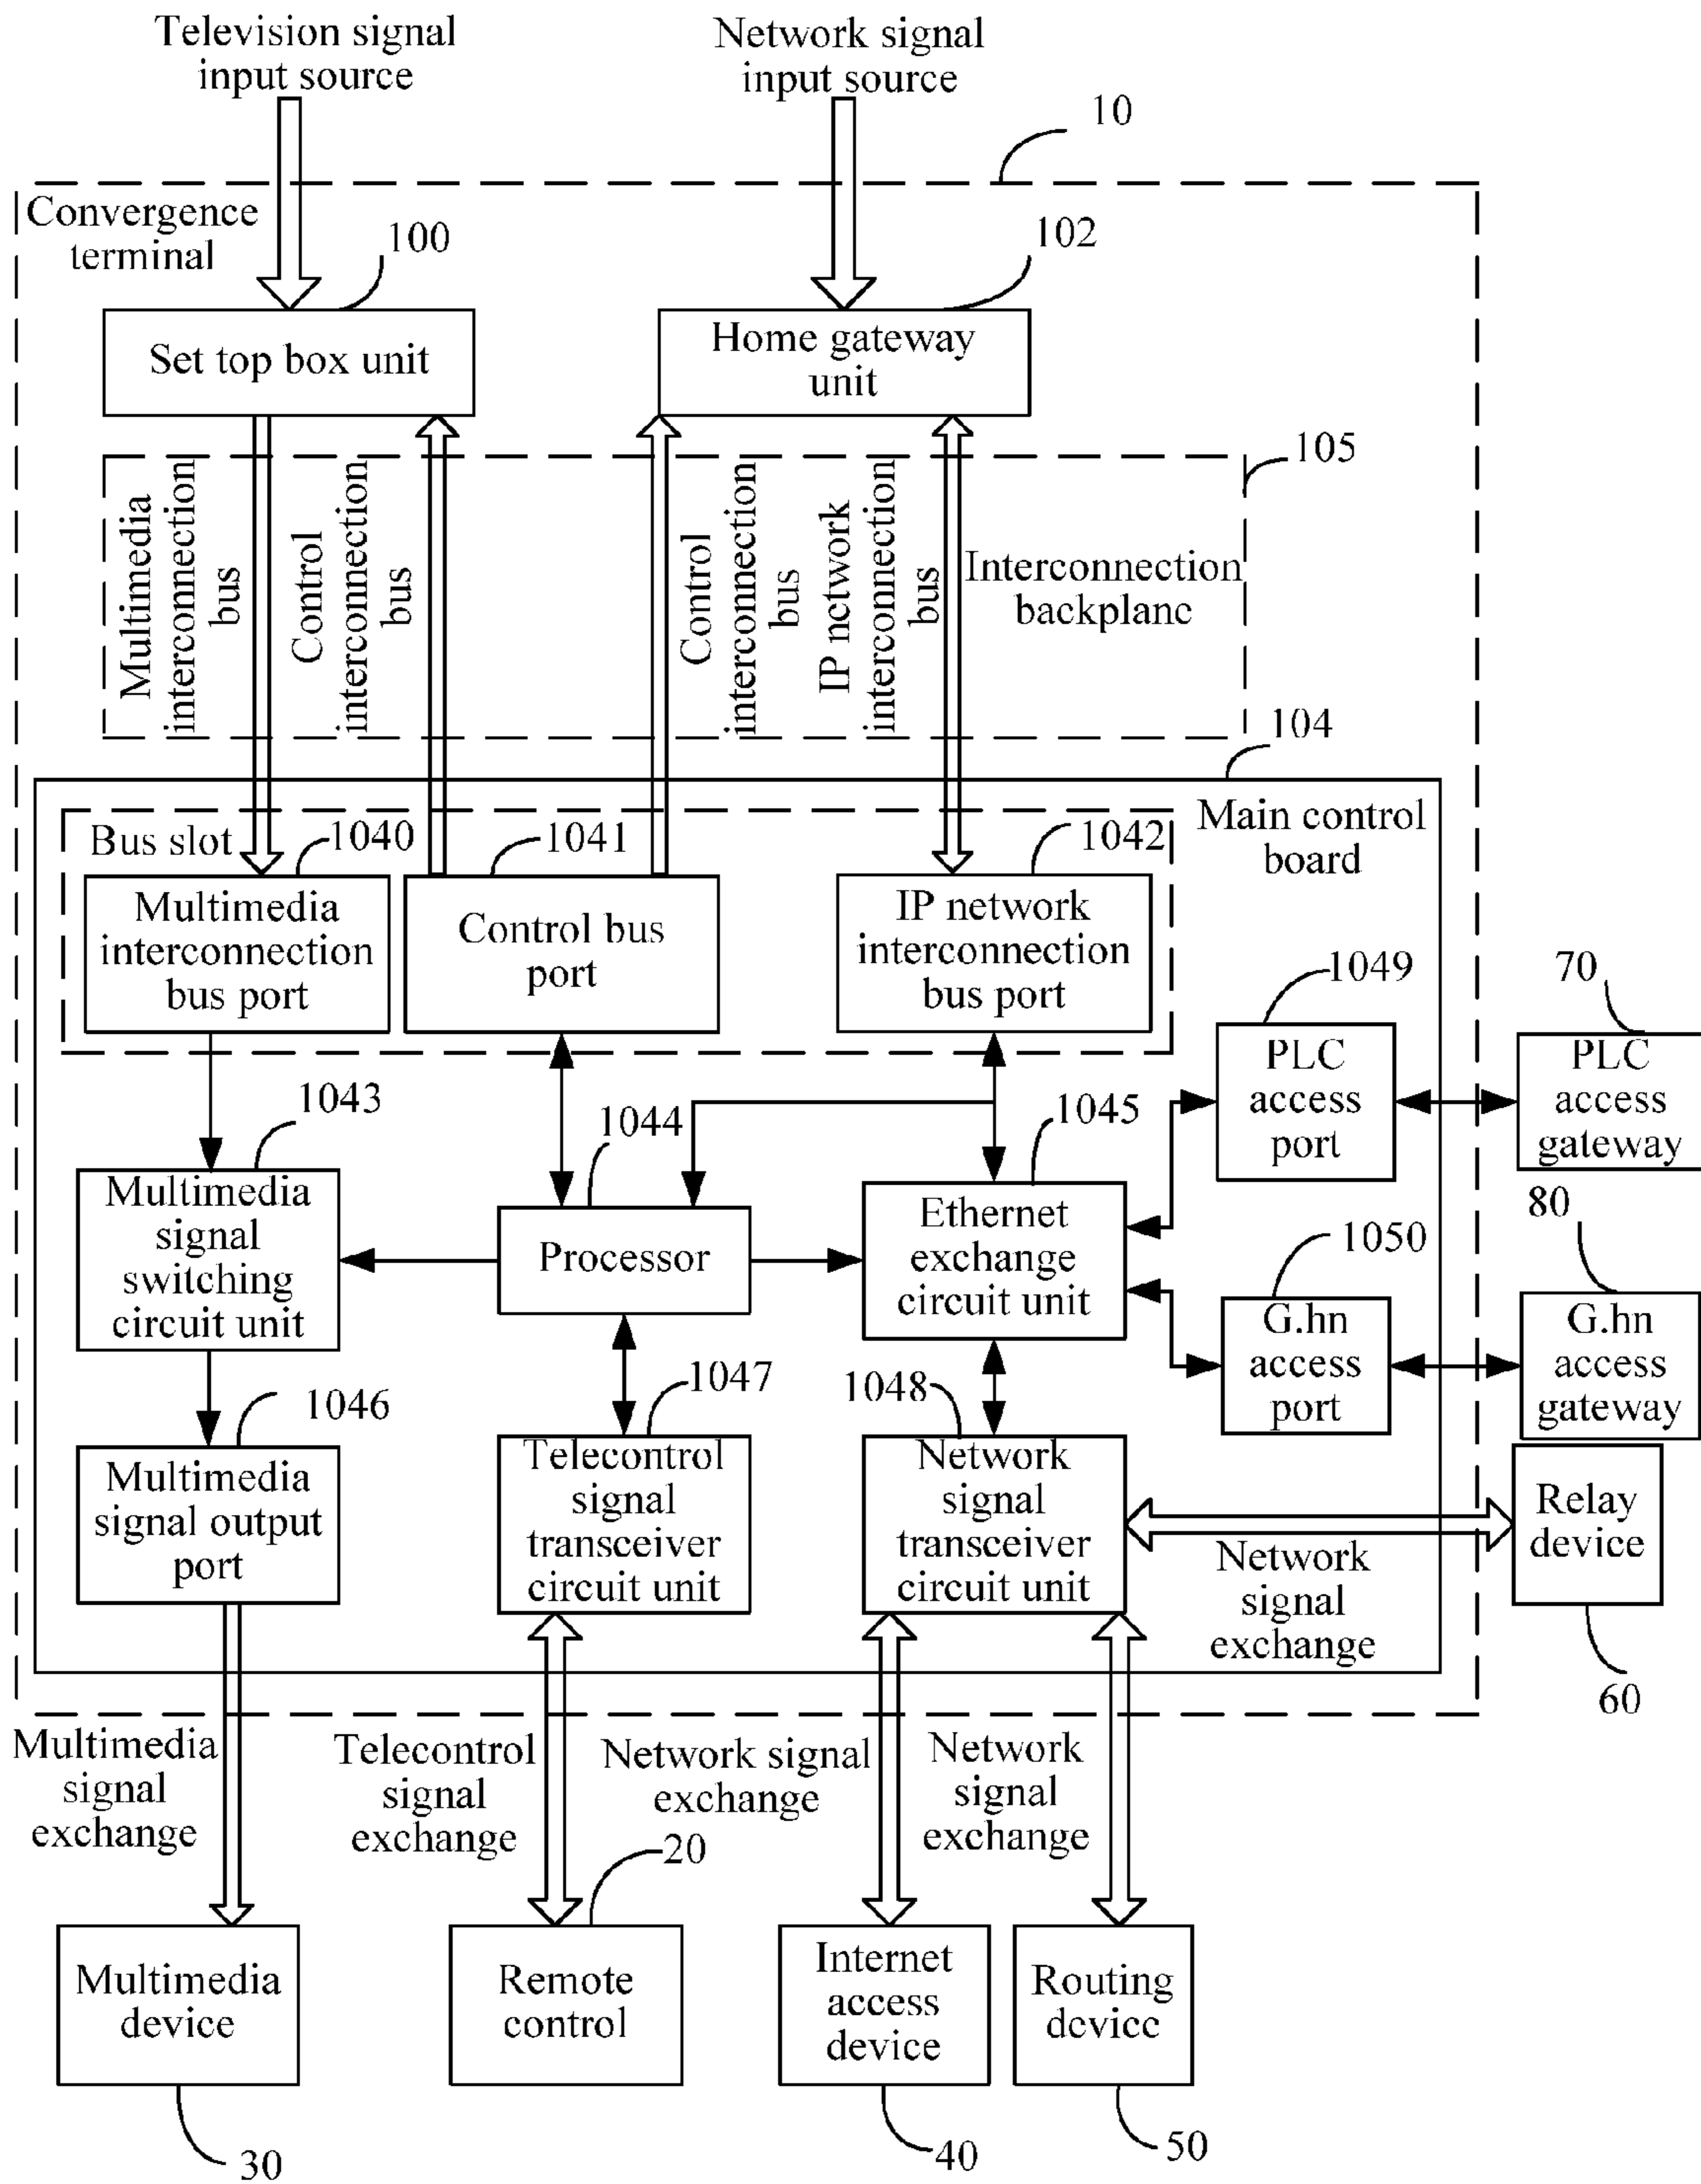 Television signal
input source
Network signal
input source
10
Convergence
terminal
100
102
Set top box unit
Home gateway
unit
105
Multimedia
interconnection
bus
Control
interconnection
bus
Control
interconnection
bus
IP network
interconnection
bus
Interconnection
backplane
104
Main control
board
Bus slot
1040
1041
1042
Multimedia
interconnection
bus port
Control bus
port
IP network
interconnection
bus port
1049
70
PLC
access
port
PLC
access
gateway
1043
1044
1045
80
Multimedia
signal
switching
circuit unit
Processor
Ethernet
exchange
circuit unit
1050
G.hn
access
port
G.hn
access
gateway
1046
1047
1048
Multimedia
signal output
port
Telecontrol
signal
transceiver
circuit unit
Network
signal
transceiver
circuit unit
Relay
device
Network
signal
exchange
60
Multimedia
signal
exchange
Telecontrol
signal
exchange
Network signal
exchange
Network
signal
exchange
20
Multimedia
device
Remote
control
Internet
access
device
Routing
device
30
40
50